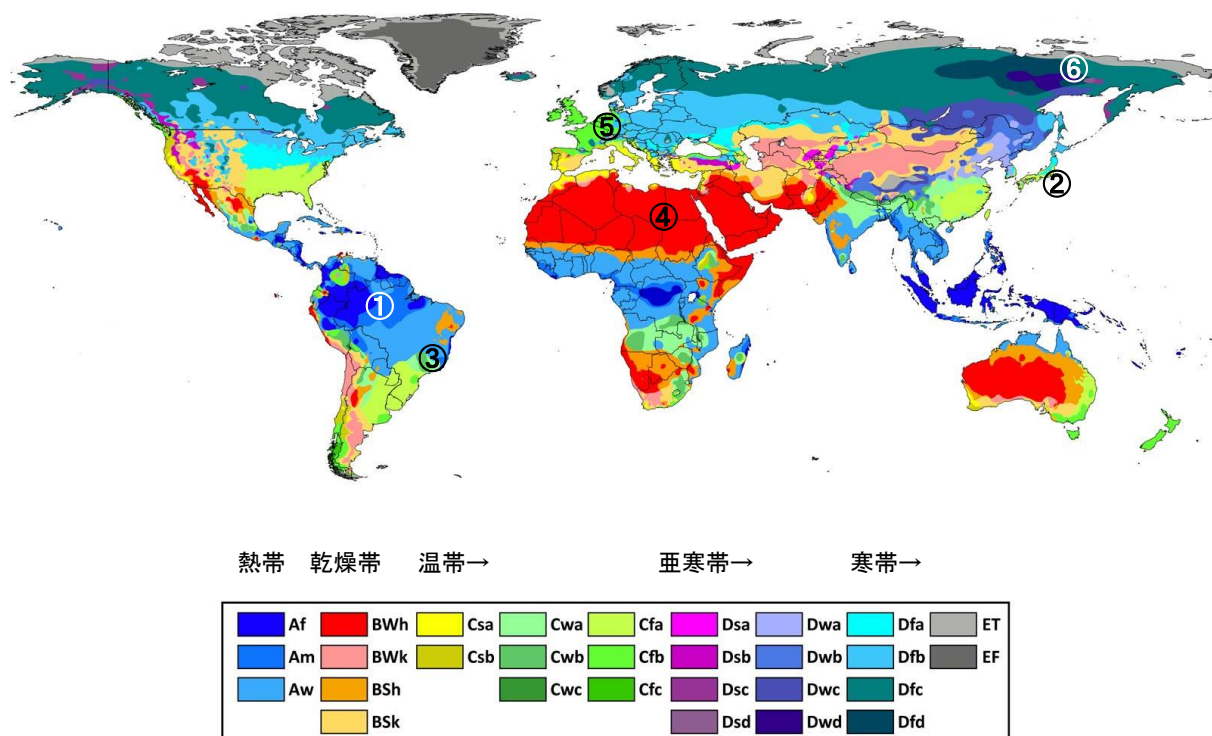 ⑥
⑤
②
④
①
③
熱帯 乾燥帯 温帯→ 亜寒帯→ 寒帯→
Af BWh Csa Cwa Cfa Dsa Dwa Dfa ET
Am BWk Csb Cwb Cfb Dsb Dwb Dfb EF
Aw BSh Cwc Cfc Dsc Dwc Dfc
BSk Dsd Dwd Dfd